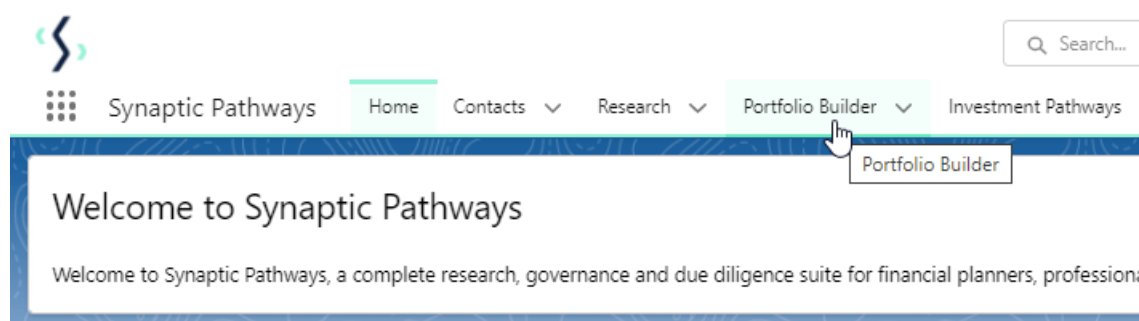 Search...
Synaptic Pathways Home Contacts Research Portfolio Builder Investment Pathways
Portfolio Builder
Welcome to Synaptic Pathways
Welcome to Synaptic Pathways, a complete research, governance and due diligence suite for financial planners, professiona